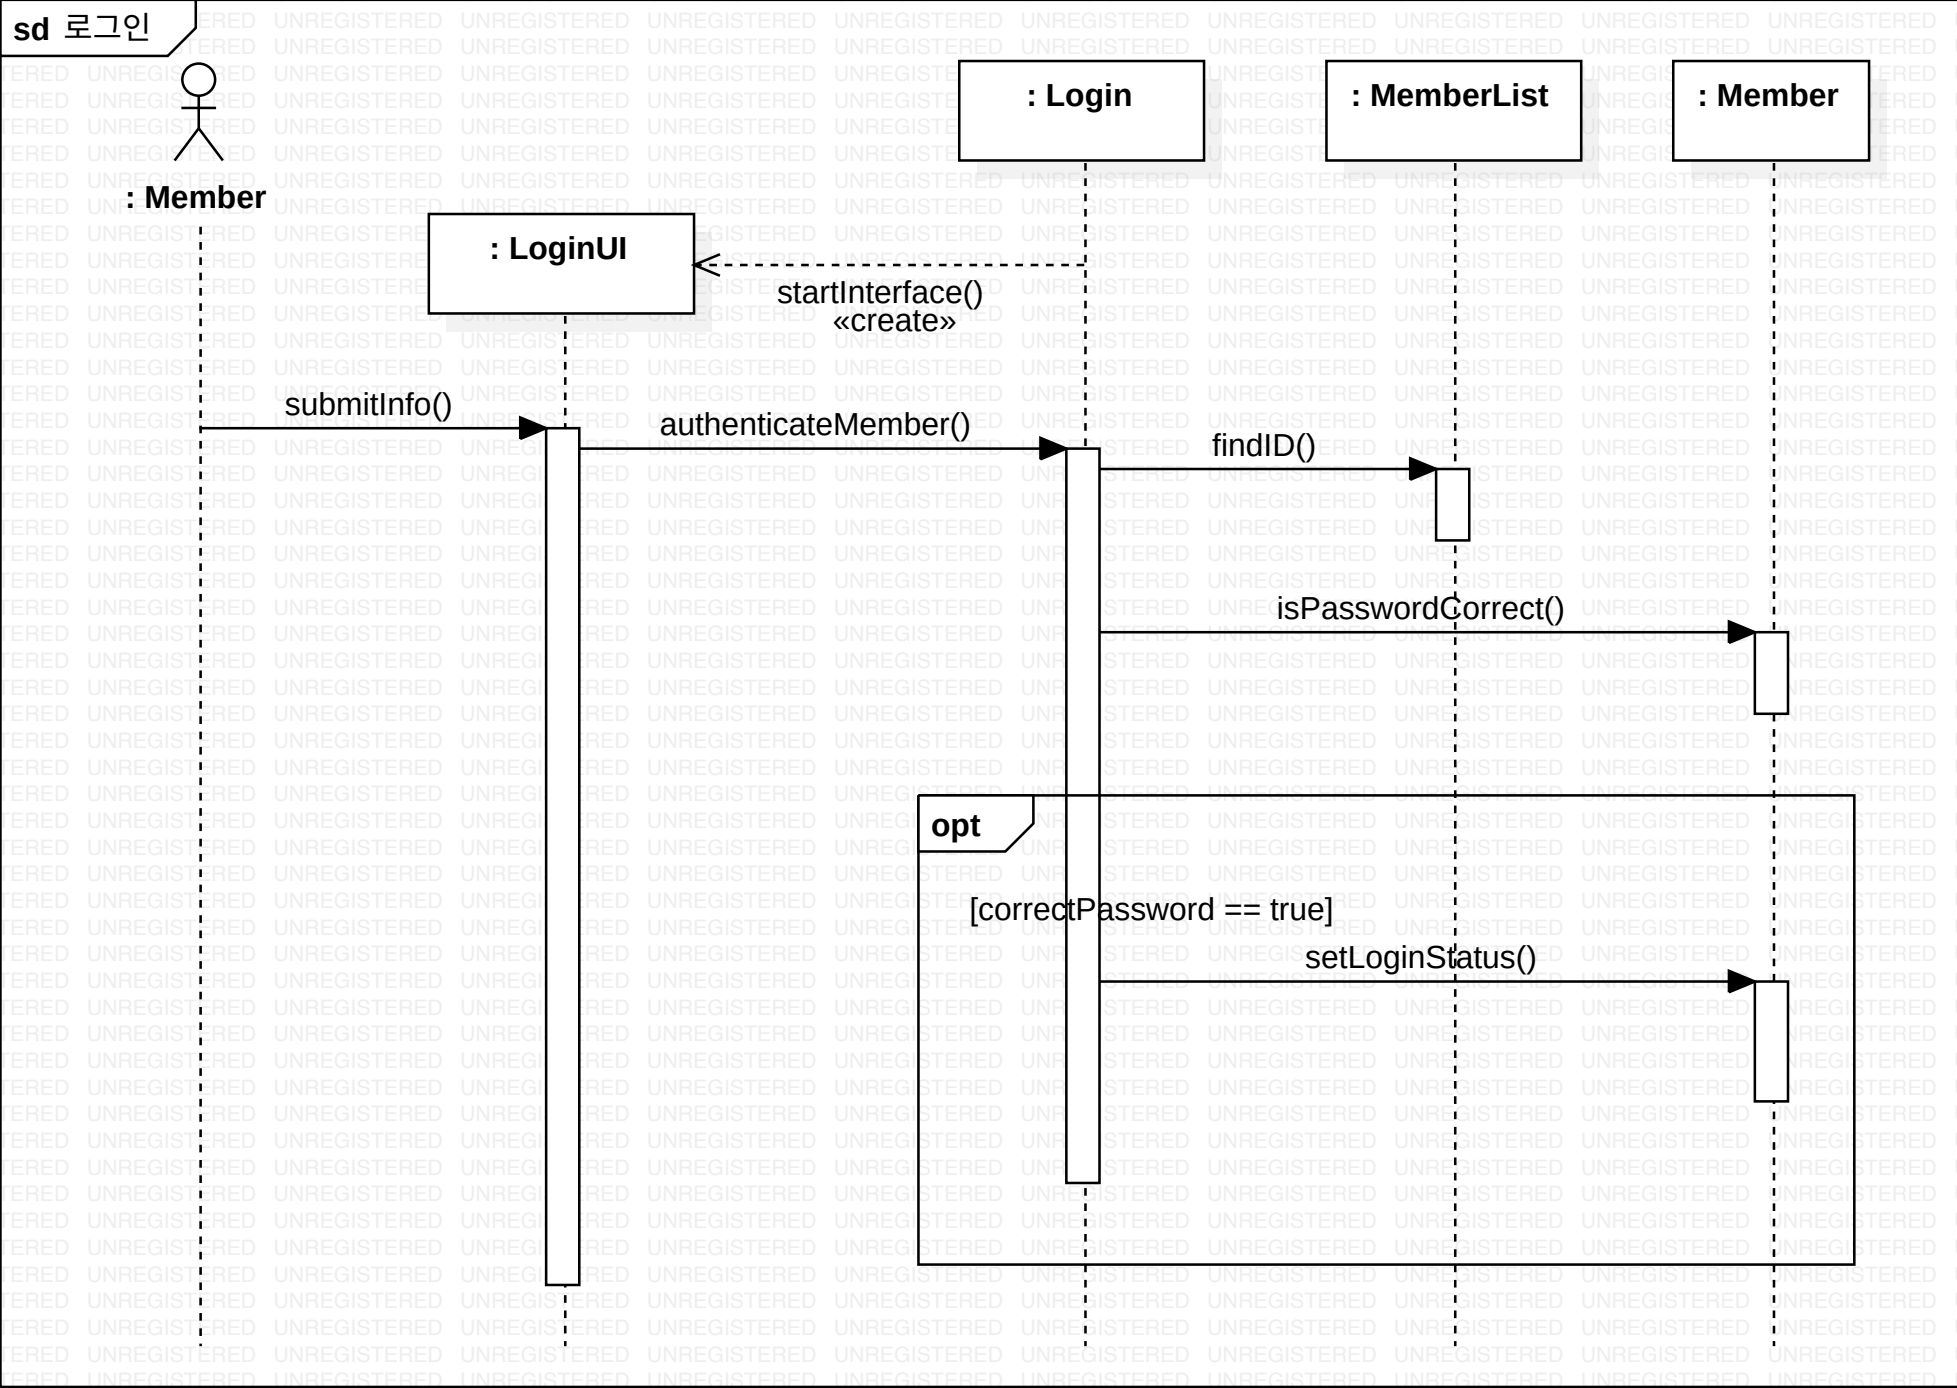 sd 로그인
: Member
: LoginUI
: Login
: MemberList
: Member
startInterface()
«create»
submitInfo()
authenticateMember()
findID()
isPasswordCorrect()
opt
[correctPassword == true]
setLoginStatus()
UNREGISTERED